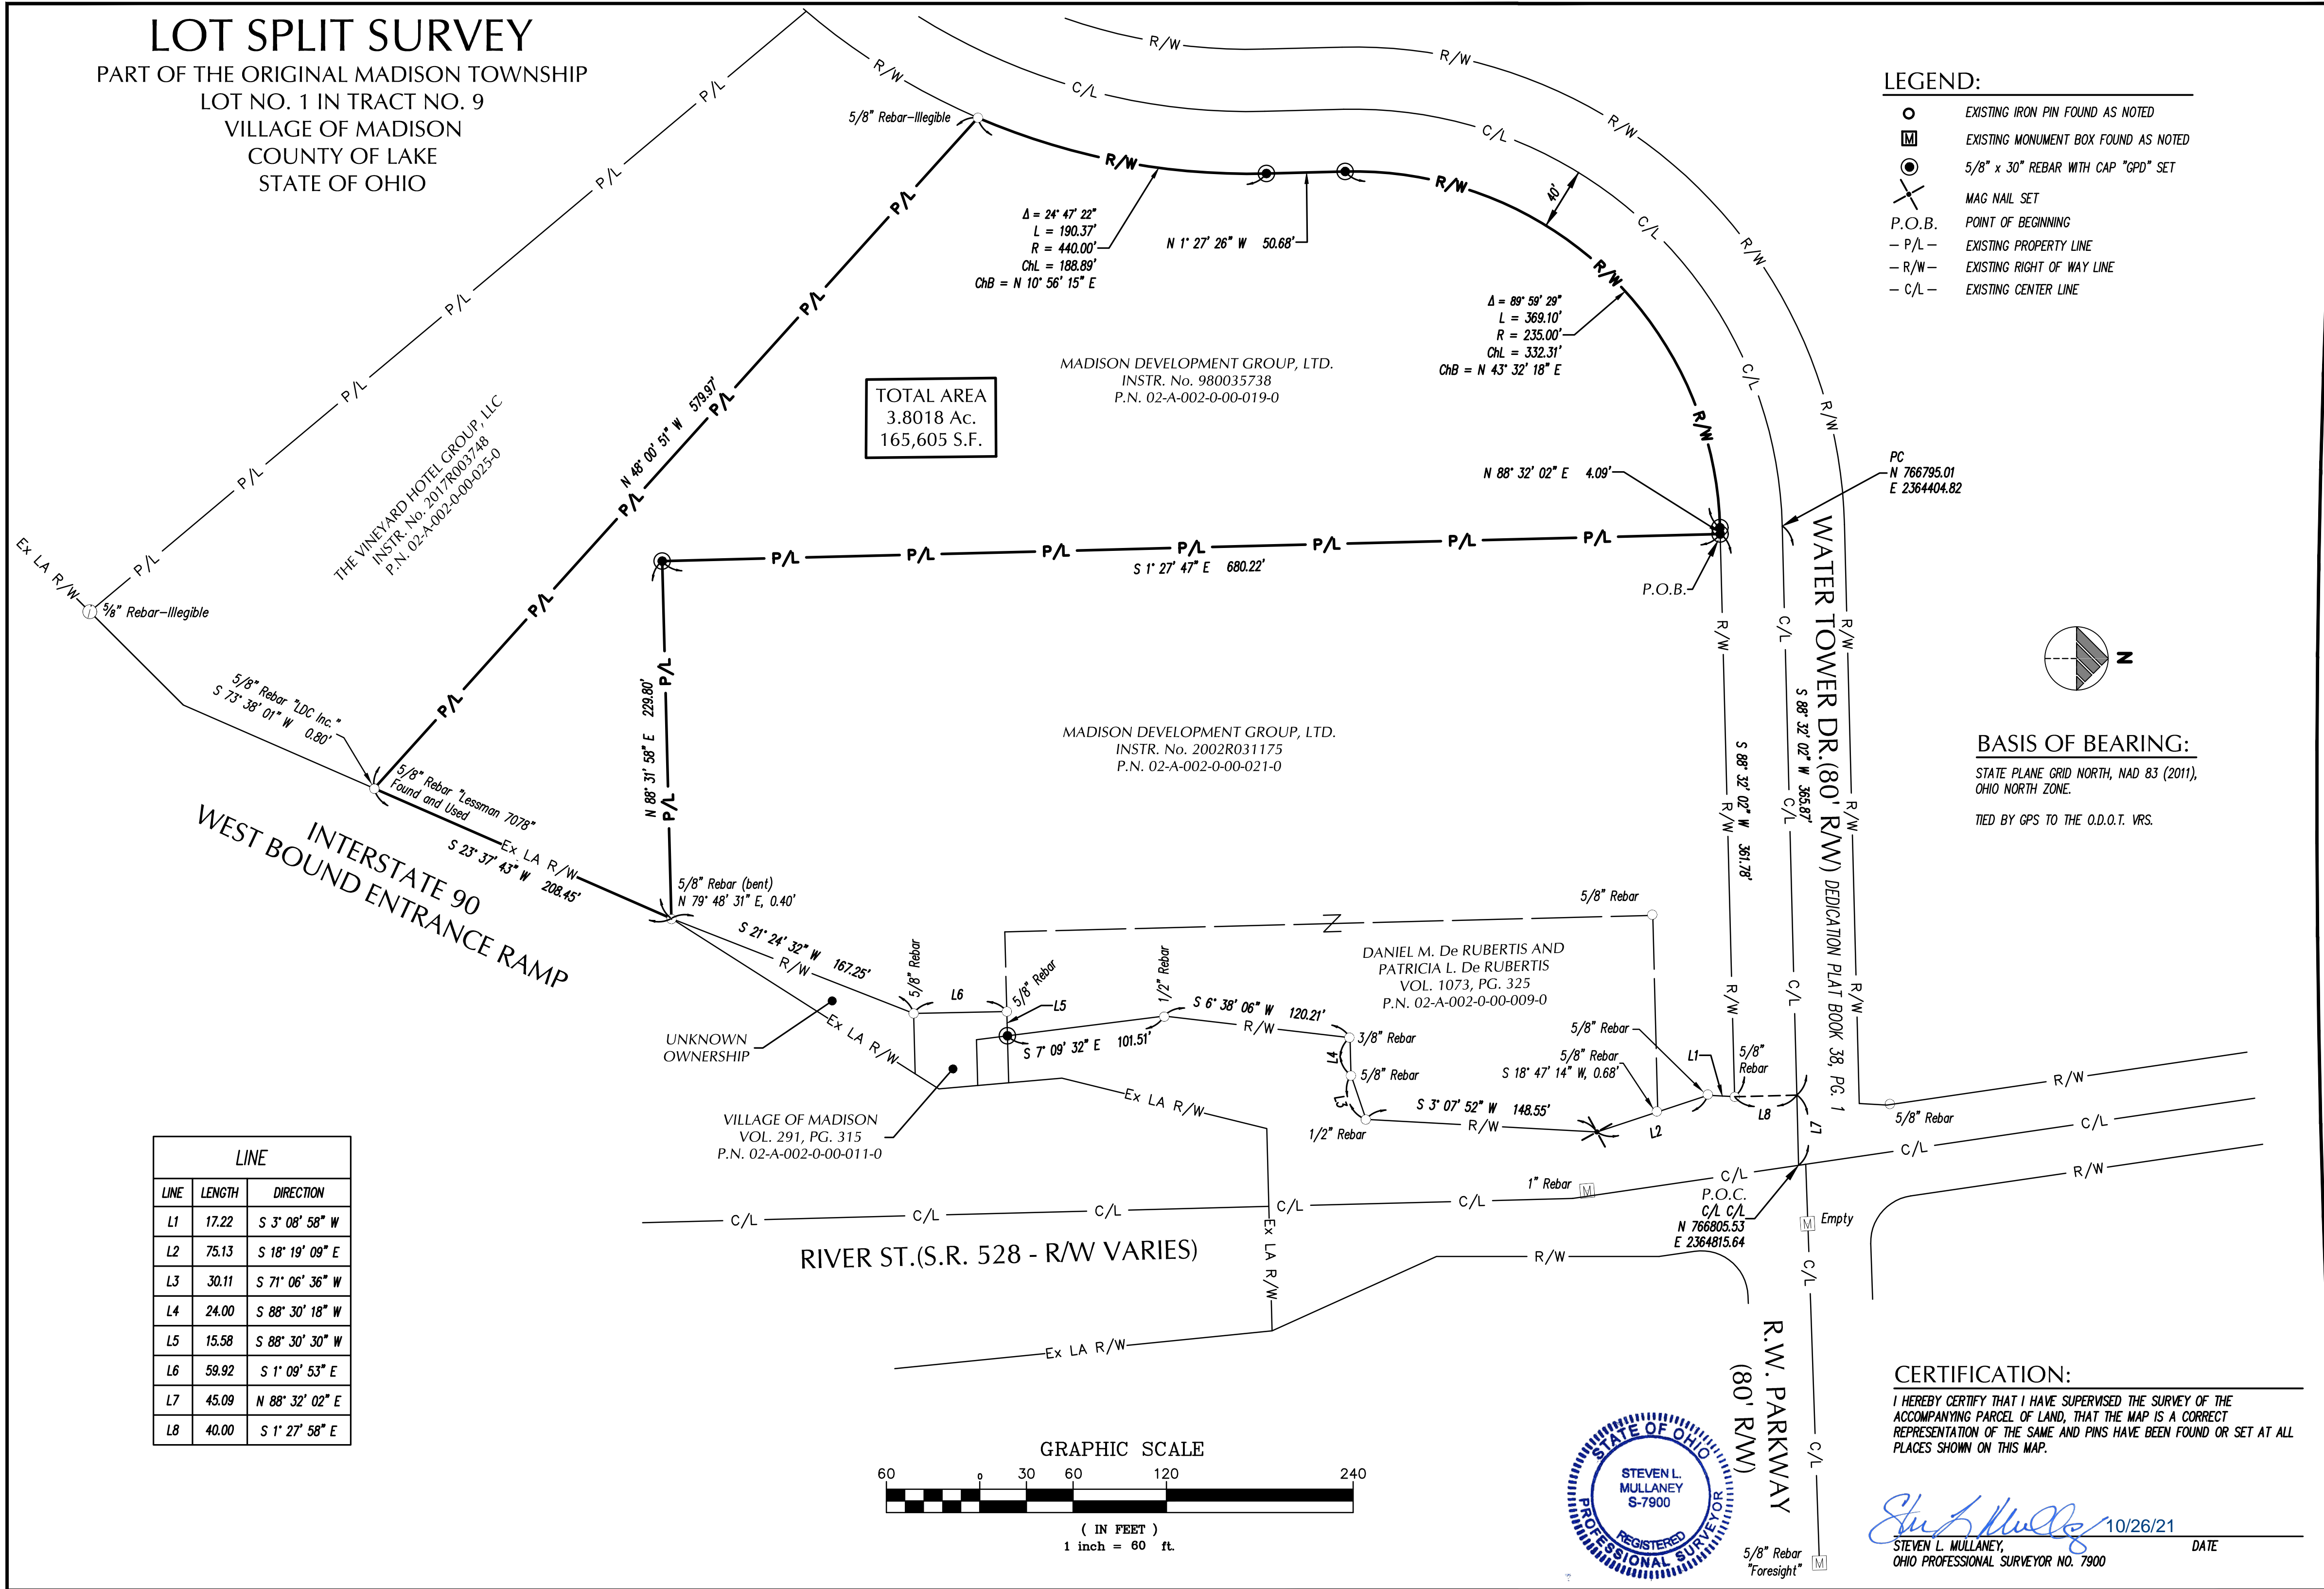 LOT SPLIT SURVEY
PART OF THE ORIGINAL MADISON TOWNSHIP
LOT NO. 1 IN TRACT NO. 9
VILLAGE OF MADISON
COUNTY OF LAKE
STATE OF OHIO
LEGEND:
EXISTING IRON PIN FOUND AS NOTED
M EXISTING MONUMENT BOX FOUND AS NOTED
5/8" x 30" REBAR WITH CAP "GPD" SET
MAG NAIL SET
P.O.B. POINT OF BEGINNING
– P/L – EXISTING PROPERTY LINE
– R/W – EXISTING RIGHT OF WAY LINE
– C/L – EXISTING CENTER LINE
R/W
R/W
R/W
R/W
R/W
R/W
R/W
R/W
R/W
C/L
C/L
C/L
C/L
C/L
C/L
C/L
C/L
P/L
P/L
P/L
P/L
P/L
P/L
5/8" Rebar-Illegible
R/W
R/W
R/W
R/W
40'
Δ = 24° 47' 22"
L = 190.37'
R = 440.00'
ChL = 188.89'
ChB = N 10° 56' 15" E
N 1° 27' 26" W 50.68'
Δ = 89° 59' 29"
L = 369.10'
R = 235.00'
ChL = 332.31'
ChB = N 43° 32' 18" E
MADISON DEVELOPMENT GROUP, LTD.
INSTR. No. 980035738
P.N. 02-A-002-0-00-019-0
TOTAL AREA
3.8018 Ac.
165,605 S.F.
P/L
P/L
P/L
P/L
P/L
P/L
N 48° 00' 51" W 579.97'
THE VINEYARD HOTEL GROUP, LLC
INSTR. No. 2017R003748
P.N. 02-A-002-0-00-025-0
Ex LA R/W
5/8" Rebar-Illegible
N 88° 32' 02" E 4.09'
PC
N 766795.01
E 2364404.82
P/L
P/L
P/L
P/L
P/L
P/L
P/L
S 1° 27' 47" E 680.22'
P.O.B.
P/L
P/L
N 88° 31' 58" E 229.80'
5/8" Rebar "LDC Inc."
S 73° 38' 01" W 0.80'
5/8" Rebar "Lessman 7078"
Found and Used
Ex LA R/W
S 23° 37' 43" W 208.45'
INTERSTATE 90
WEST BOUND ENTRANCE RAMP
MADISON DEVELOPMENT GROUP, LTD.
INSTR. No. 2002R031175
P.N. 02-A-002-0-00-021-0
R/W
R/W
R/W
S 88° 32' 02" W 361.78'
S 88° 32' 02" W 365.87'
WATER TOWER DR.(80' R/W) DEDICATION PLAT BOOK 38, PG. 1
N
BASIS OF BEARING:
STATE PLANE GRID NORTH, NAD 83 (2011),
OHIO NORTH ZONE.
TIED BY GPS TO THE O.D.O.T. VRS.
5/8" Rebar (bent)
N 79° 48' 31" E, 0.40'
S 21° 24' 32" W 167.25'
R/W
5/8" Rebar
L6
5/8" Rebar
L5
1/2" Rebar
S 7° 09' 32" E 101.51'
S 6° 38' 06" W 120.21'
R/W
5/8" Rebar
Z
DANIEL M. De RUBERTIS AND
PATRICIA L. De RUBERTIS
VOL. 1073, PG. 325
P.N. 02-A-002-0-00-009-0
3/8" Rebar
L4
5/8" Rebar
L3
1/2" Rebar
S 3° 07' 52" W 148.55'
R/W
5/8" Rebar
5/8" Rebar
S 18° 47' 14" W, 0.68'
L1
5/8"
Rebar
L2
L8
L7
5/8" Rebar
UNKNOWN
OWNERSHIP
Ex LA R/W
VILLAGE OF MADISON
VOL. 291, PG. 315
P.N. 02-A-002-0-00-011-0
Ex LA R/W
Ex LA R/W
Ex LA R/W
C/L
C/L
C/L
C/L
C/L
C/L
C/L
C/L
R/W
R/W
R/W
1" Rebar M
P.O.C.
C/L C/L
N 766805.53
E 2364815.64
M Empty
RIVER ST.(S.R. 528 - R/W VARIES)
C/L
C/L
R.W. PARKWAY
(80' R/W)
5/8" Rebar
"Foresight"
M
LINE
LINE LENGTH DIRECTION
L1 17.22 S 3° 08' 58" W
L2 75.13 S 18° 19' 09" E
L3 30.11 S 71° 06' 36" W
L4 24.00 S 88° 30' 18" W
L5 15.58 S 88° 30' 30" W
L6 59.92 S 1° 09' 53" E
L7 45.09 N 88° 32' 02" E
L8 40.00 S 1° 27' 58" E
GRAPHIC SCALE
60 0 30 60 120 240
( IN FEET )
1 inch = 60 ft.
STATE OF OHIO
STEVEN L.
MULLANEY
S-7900
REGISTERED
PROFESSIONAL SURVEYOR
CERTIFICATION:
I HEREBY CERTIFY THAT I HAVE SUPERVISED THE SURVEY OF THE
ACCOMPANYING PARCEL OF LAND, THAT THE MAP IS A CORRECT
REPRESENTATION OF THE SAME AND PINS HAVE BEEN FOUND OR SET AT ALL
PLACES SHOWN ON THIS MAP.
10/26/21
STEVEN L. MULLANEY, DATE
OHIO PROFESSIONAL SURVEYOR NO. 7900